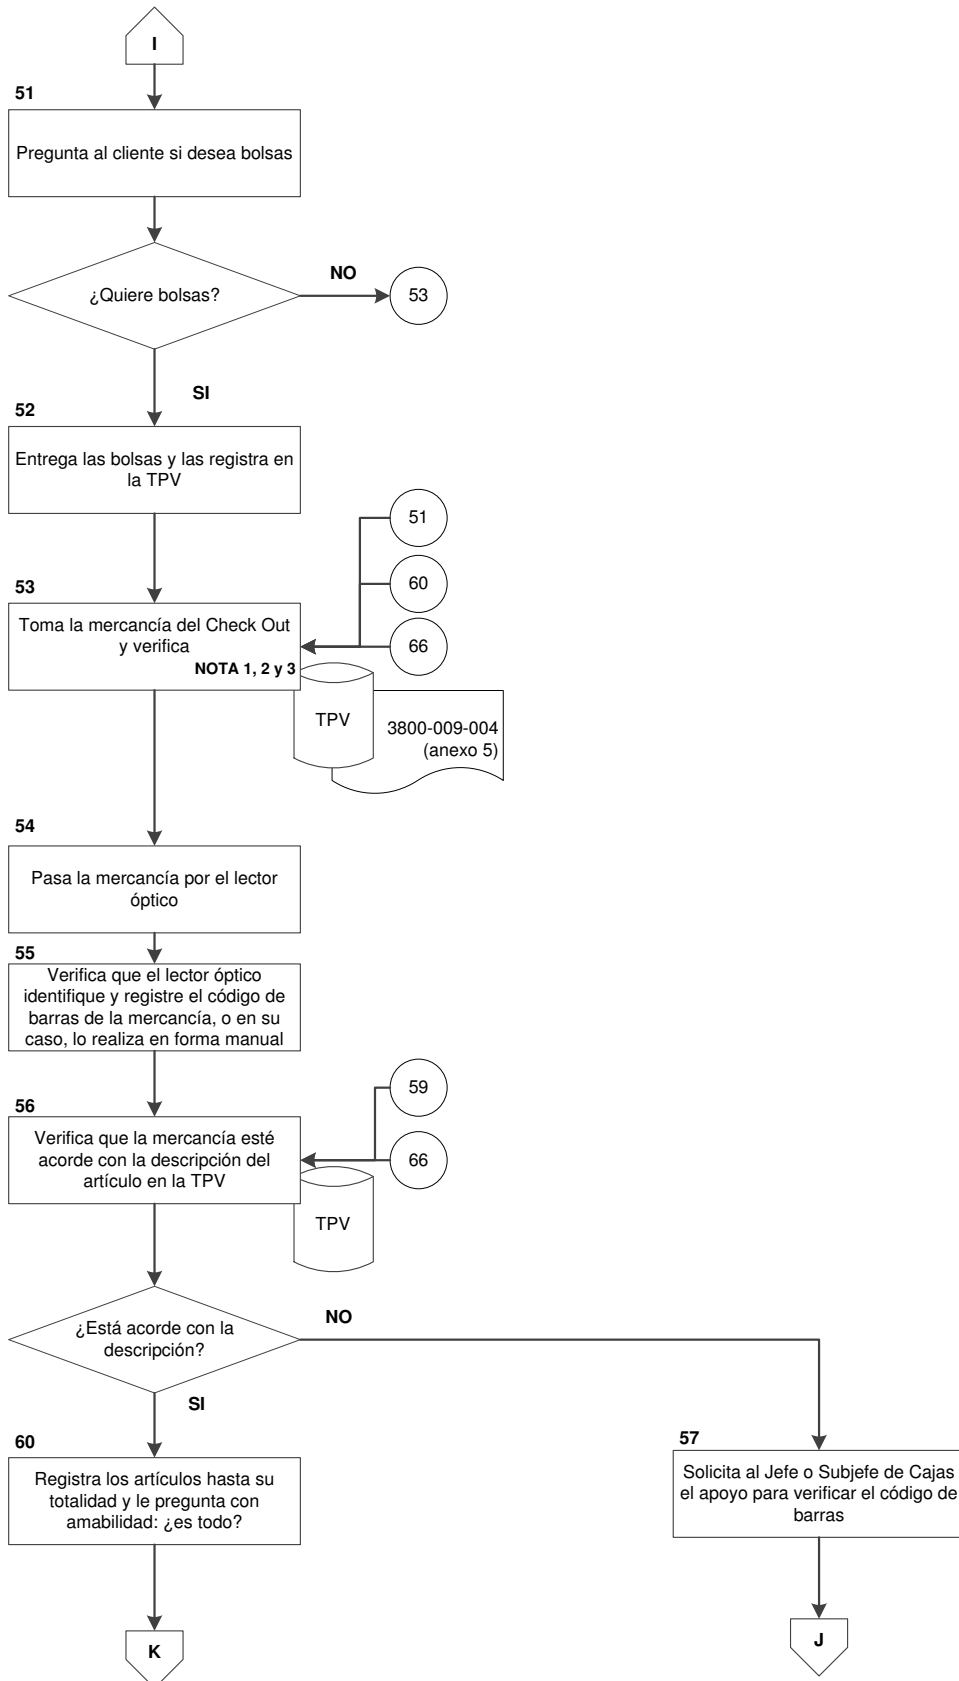 I
51
Pregunta al cliente si desea bolsas
¿Quiere bolsas?
NO
53
SI
52
Entrega las bolsas y las registra en
la TPV
51
60
66
53
Toma la mercancía del Check Out
y verifica
NOTA 1, 2 y 3
TPV
3800-009-004
(anexo 5)
54
Pasa la mercancía por el lector
óptico
55
Verifica que el lector óptico
identifique y registre el código de
barras de la mercancía, o en su
caso, lo realiza en forma manual
59
66
56
Verifica que la mercancía esté
acorde con la descripción del
artículo en la TPV
TPV
¿Está acorde con la
descripción?
NO
SI
60
Registra los artículos hasta su
totalidad y le pregunta con
amabilidad: ¿es todo?
57
Solicita al Jefe o Subjefe de Cajas
el apoyo para verificar el código de
barras
K
J